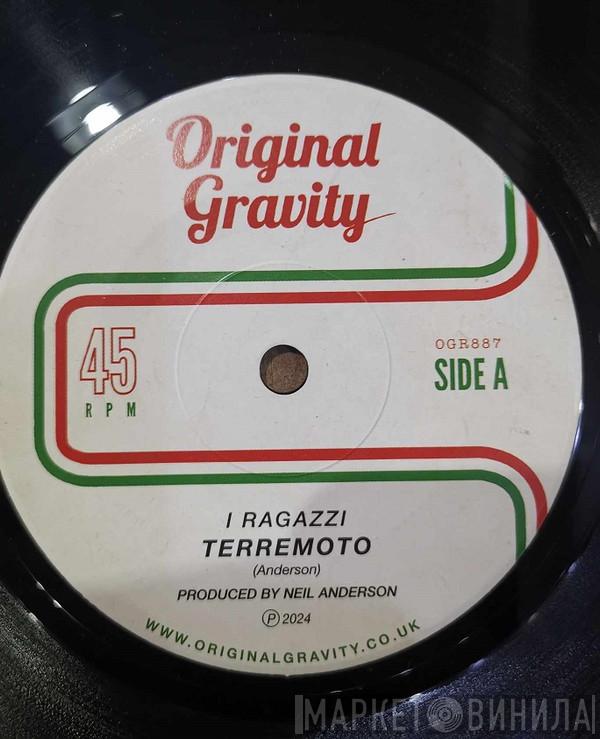 Original
Gravity
45
RPM
OGR887
SIDE A
I RAGAZZI
TERREMOTO
(Anderson)
PRODUCED BY NEIL ANDERSON
℗ 2024
WWW.ORIGINALGRAVITY.CO.UK
МАРКЕТ ВИНИЛА